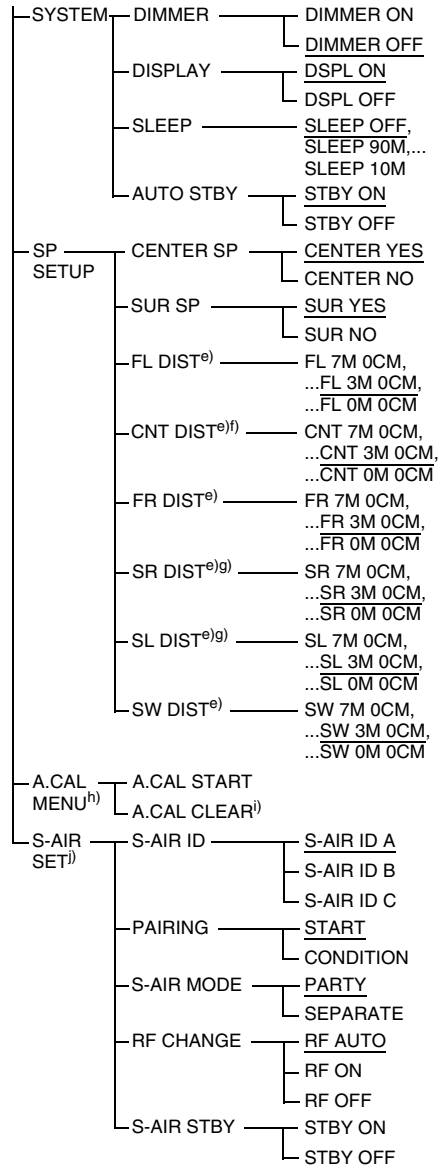 SYSTEM DIMMER DIMMER ON
DIMMER OFF
DISPLAY DSPL ON
DSPL OFF
SLEEP SLEEP OFF,
SLEEP 90M,...
SLEEP 10M
AUTO STBY STBY ON
STBY OFF
SP SETUP CENTER SP CENTER YES
CENTER NO
SUR SP SUR YES
SUR NO
FL DISTe) FL 7M 0CM,
...FL 3M 0CM,
...FL 0M 0CM
CNT DISTe)f) CNT 7M 0CM,
...CNT 3M 0CM,
...CNT 0M 0CM
FR DISTe) FR 7M 0CM,
...FR 3M 0CM,
...FR 0M 0CM
SR DISTe)g) SR 7M 0CM,
...SR 3M 0CM,
...SR 0M 0CM
SL DISTe)g) SL 7M 0CM,
...SL 3M 0CM,
...SL 0M 0CM
SW DISTe) SW 7M 0CM,
...SW 3M 0CM,
...SW 0M 0CM
A.CAL A.CAL START
MENUh) A.CAL CLEARi)
S-AIR S-AIR ID S-AIR ID A
SETj) S-AIR ID B
S-AIR ID C
PAIRING START
CONDITION
S-AIR MODE PARTY
SEPARATE
RF CHANGE RF AUTO
RF ON
RF OFF
S-AIR STBY STBY ON
STBY OFF